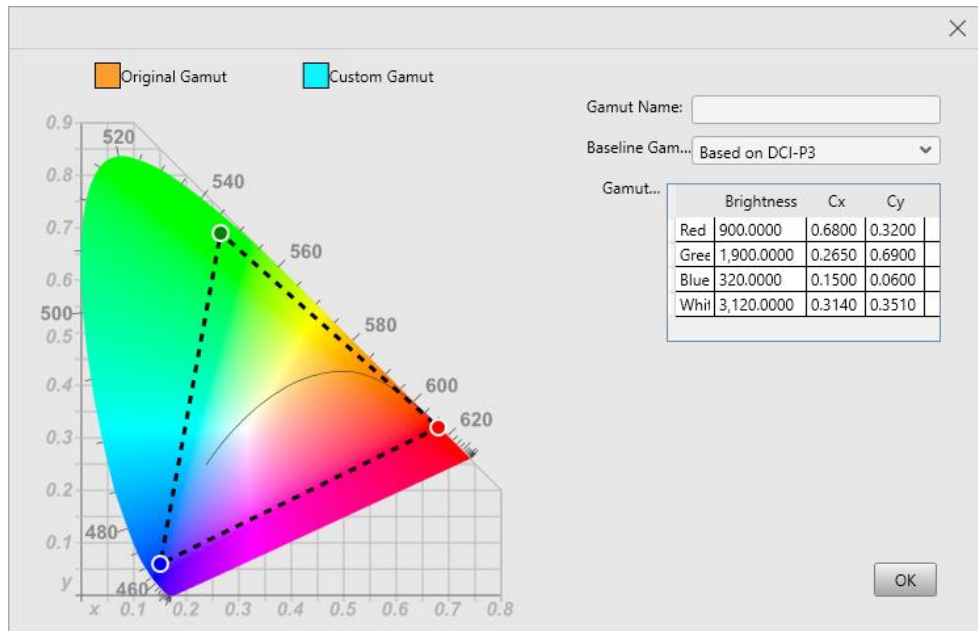 Original Gamut
Custom Gamut
Gamut Name:
Baseline Gam... Based on DCI-P3
Gamut...
Brightness Cx Cy
Red 900.0000 0.6800 0.3200
Gree 1,900.0000 0.2650 0.6900
Blue 320.0000 0.1500 0.0600
Whit 3,120.0000 0.3140 0.3510
0.9
520
0.8
540
0.7
560
0.6
500
580
0.5
0.4
600
0.3
620
0.2
480
0.1
y
460
x 0.1 0.2 0.3 0.4 0.5 0.6 0.7 0.8
OK